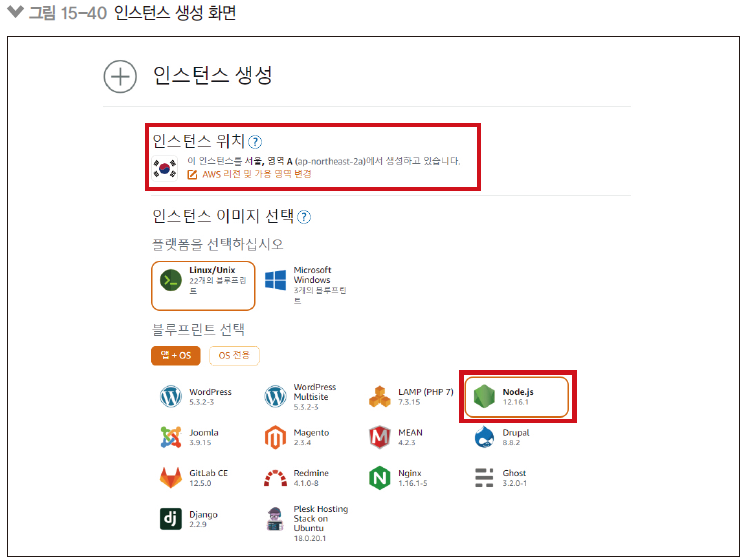 그림 15-40 인스턴스 생성 화면
인스턴스 생성
인스턴스 위치 ?
이 인스턴스를 서울, 영역 A (ap-northeast-2a)에서 생성하고 있습니다.
AWS 리전 및 가용 영역 변경
인스턴스 이미지 선택 ?
플랫폼을 선택하십시오
Linux/Unix
22개의 블루프린
트
Microsoft
Windows
3개의 블루프린
트
블루프린트 선택
앱 + OS
OS 전용
WordPress
5.3.2-3
WordPress
Multisite
5.3.2-3
LAMP (PHP 7)
7.3.15
Node.js
12.16.1
Joomla
3.9.15
Magento
2.3.4
MEAN
4.2.3
Drupal
8.8.2
GitLab CE
12.5.0
Redmine
4.1.0-8
Nginx
1.16.1-5
Ghost
3.2.0-1
dj
Django
2.2.9
Plesk Hosting
Stack on
Ubuntu
18.0.20.1